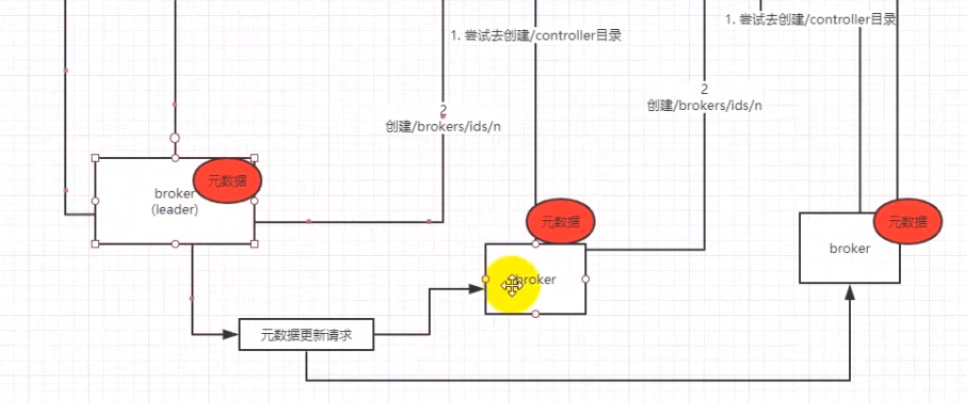 1. 尝试去创建/controller目录
1. 尝试去创建/controller目录
2
创建/brokers/ids/n
2
创建/brokers/ids/n
元数据
broker
(leader)
元数据
broker
元数据
broker
元数据更新请求